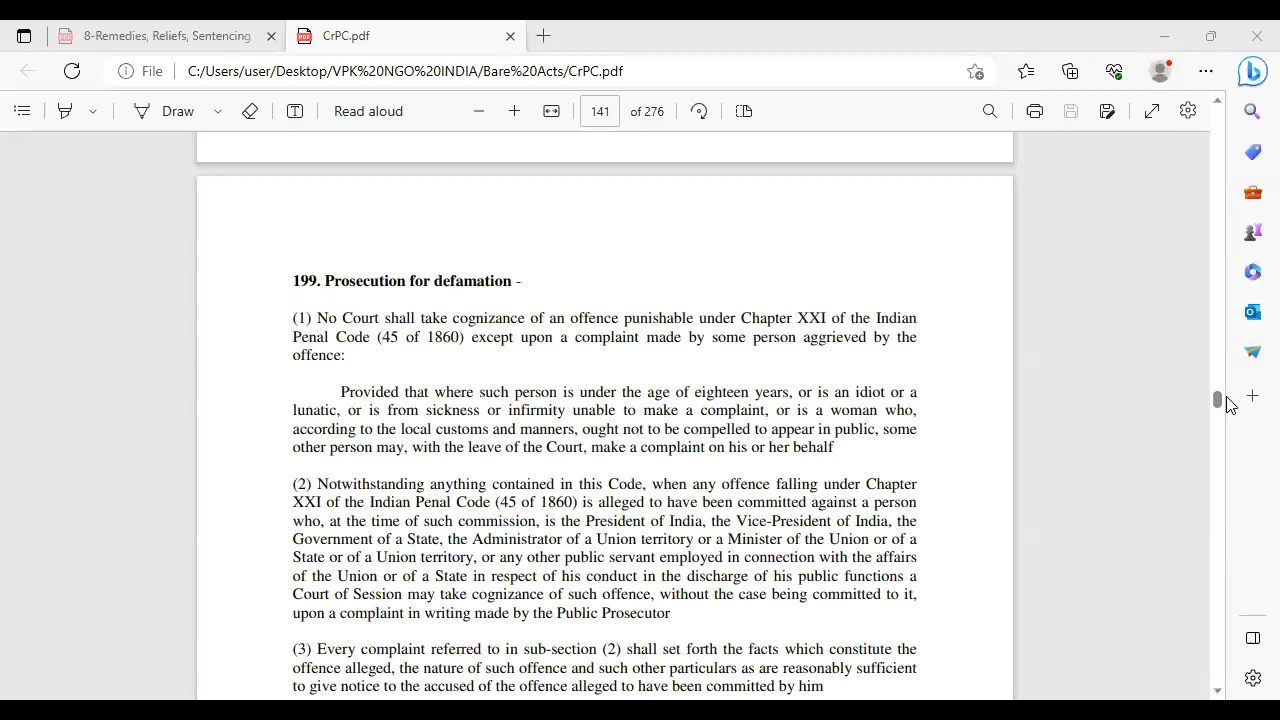 8-Remedies, Reliefs, Sentencing
CrPC.pdf
File
C:/Users/user/Desktop/VPK%20NGO%20INDIA/Bare%20Acts/CrPC.pdf
Draw
Read aloud
141 of 276
199. Prosecution for defamation -
(1) No Court shall take cognizance of an offence punishable under Chapter XXI of the Indian
Penal Code (45 of 1860) except upon a complaint made by some person aggrieved by the
offence:
Provided that where such person is under the age of eighteen years, or is an idiot or a
lunatic, or is from sickness or infirmity unable to make a complaint, or is a woman who,
according to the local customs and manners, ought not to be compelled to appear in public, some
other person may, with the leave of the Court, make a complaint on his or her behalf
(2) Notwithstanding anything contained in this Code, when any offence falling under Chapter
XXI of the Indian Penal Code (45 of 1860) is alleged to have been committed against a person
who, at the time of such commission, is the President of India, the Vice-President of India, the
Government of a State, the Administrator of a Union territory or a Minister of the Union or of a
State or of a Union territory, or any other public servant employed in connection with the affairs
of the Union or of a State in respect of his conduct in the discharge of his public functions a
Court of Session may take cognizance of such offence, without the case being committed to it,
upon a complaint in writing made by the Public Prosecutor
(3) Every complaint referred to in sub-section (2) shall set forth the facts which constitute the
offence alleged, the nature of such offence and such other particulars as are reasonably sufficient
to give notice to the accused of the offence alleged to have been committed by him